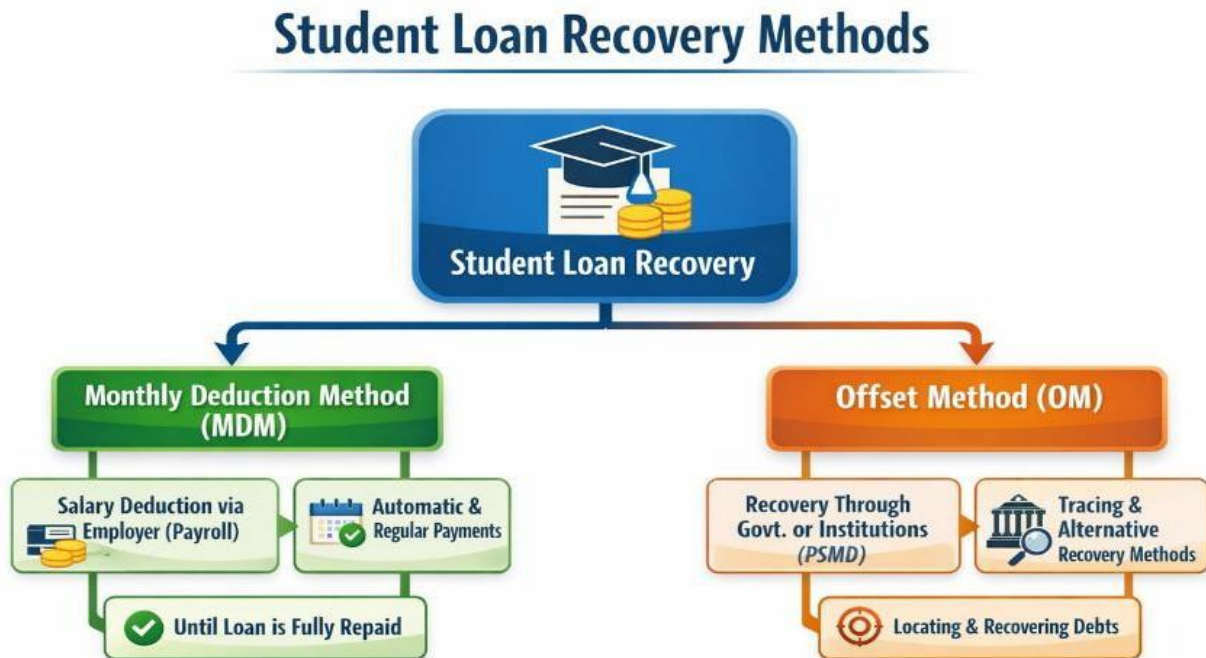 Student Loan Recovery Methods
Student Loan Recovery
Monthly Deduction Method
(MDM)
Salary Deduction via
Employer (Payroll)
Automatic &
Regular Payments
Until Loan is Fully Repaid
Offset Method (OM)
Recovery Through
Govt. or Institutions
(PSMD)
Tracing &
Alternative
Recovery Methods
Locating & Recovering Debts